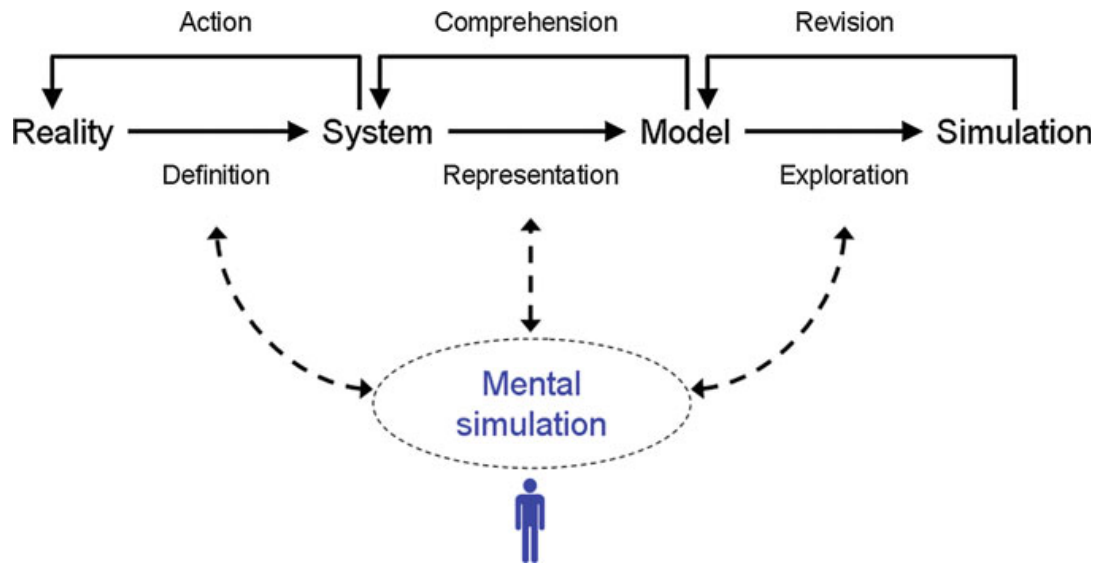 Action Comprehension Revision
Reality System Model Simulation
Definition Representation Exploration
Mental
simulation